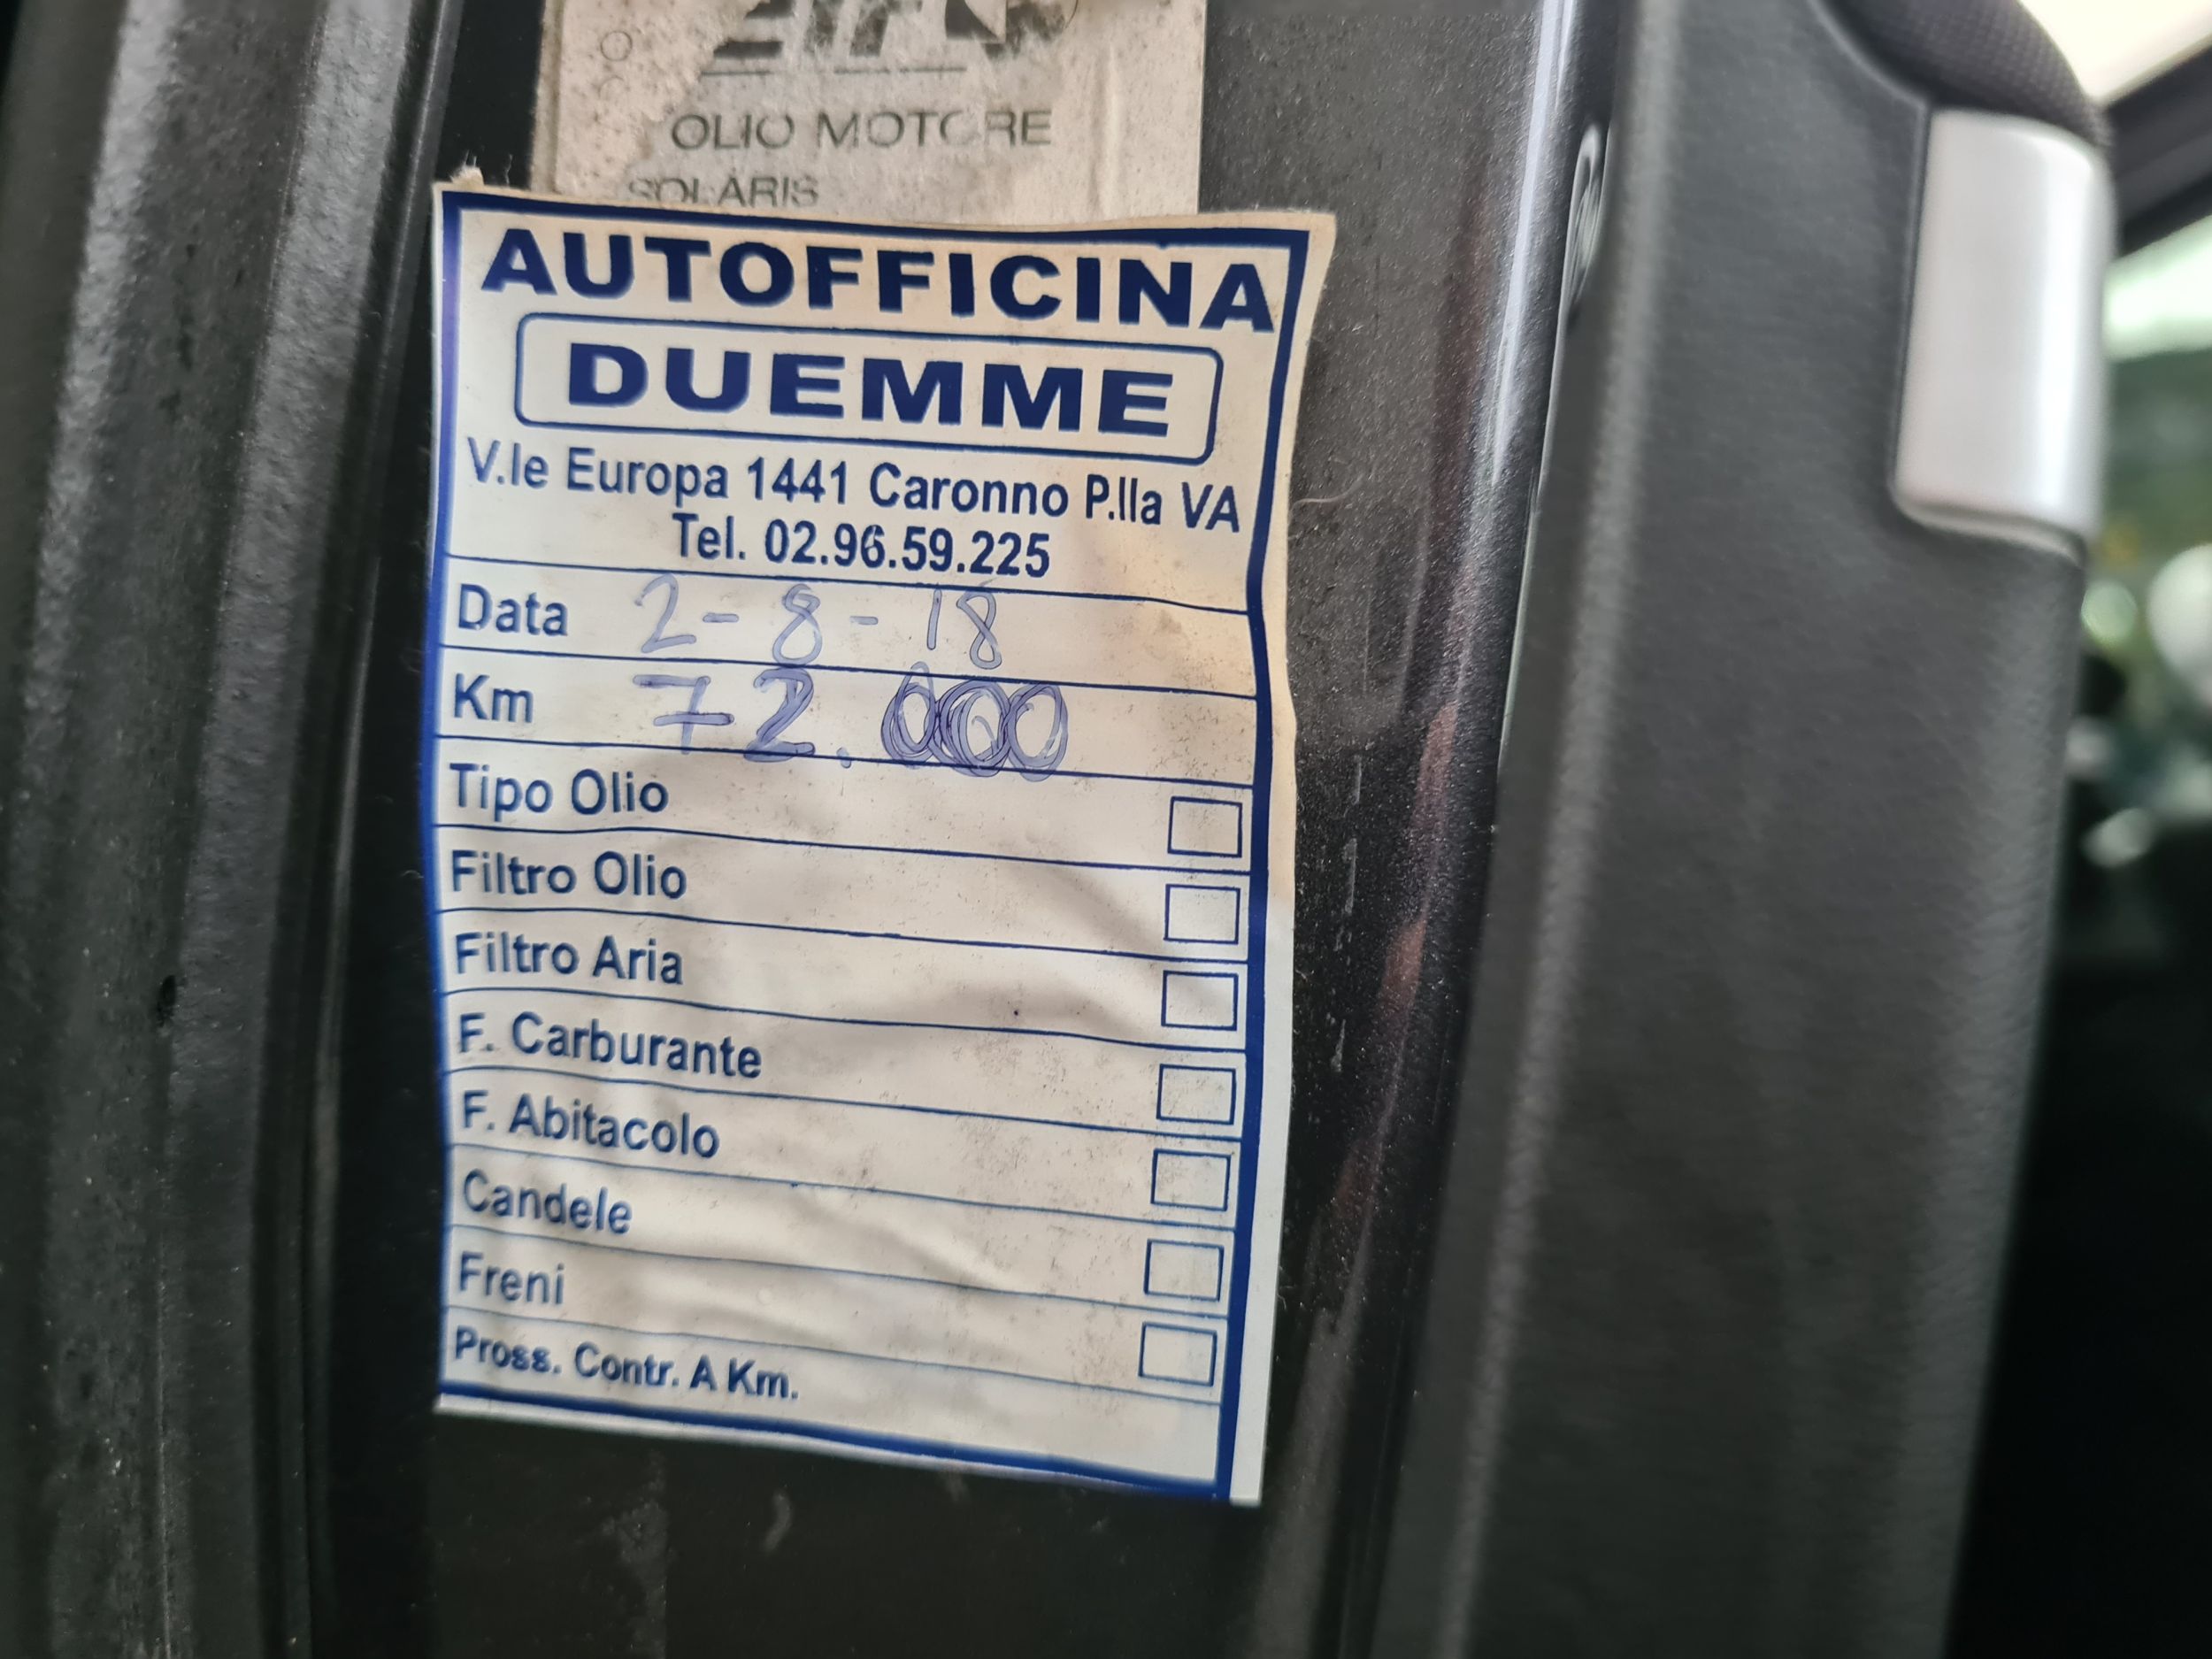 OLIO MOTORE
SOLARIS
AUTOFFICINA
DUEMME
V.le Europa 1441 Caronno P.lla VA
Tel. 02.96.59.225
Data 2-8-18
Km 72.000
Tipo Olio
Filtro Olio
Filtro Aria
F. Carburante
F. Abitacolo
Candele
Freni
Pross. Contr. A Km.